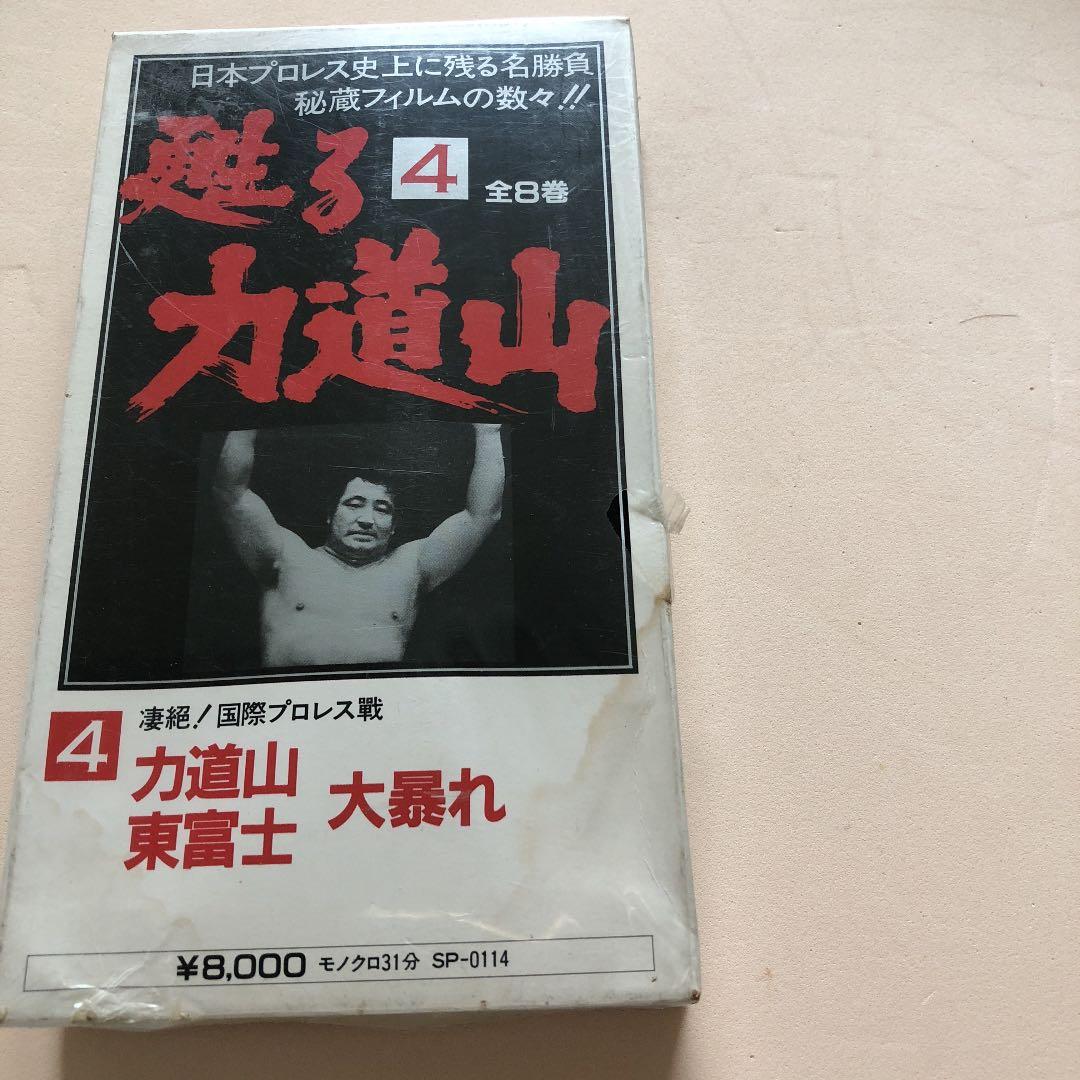 日本プロレス史上に残る名勝負
秘蔵フィルムの数々!!
甦る 4 全8巻
力道山
4 凄絶!国際プロレス戰
力道山
東富士 大暴れ
¥8,000 モノクロ31分 SP-0114